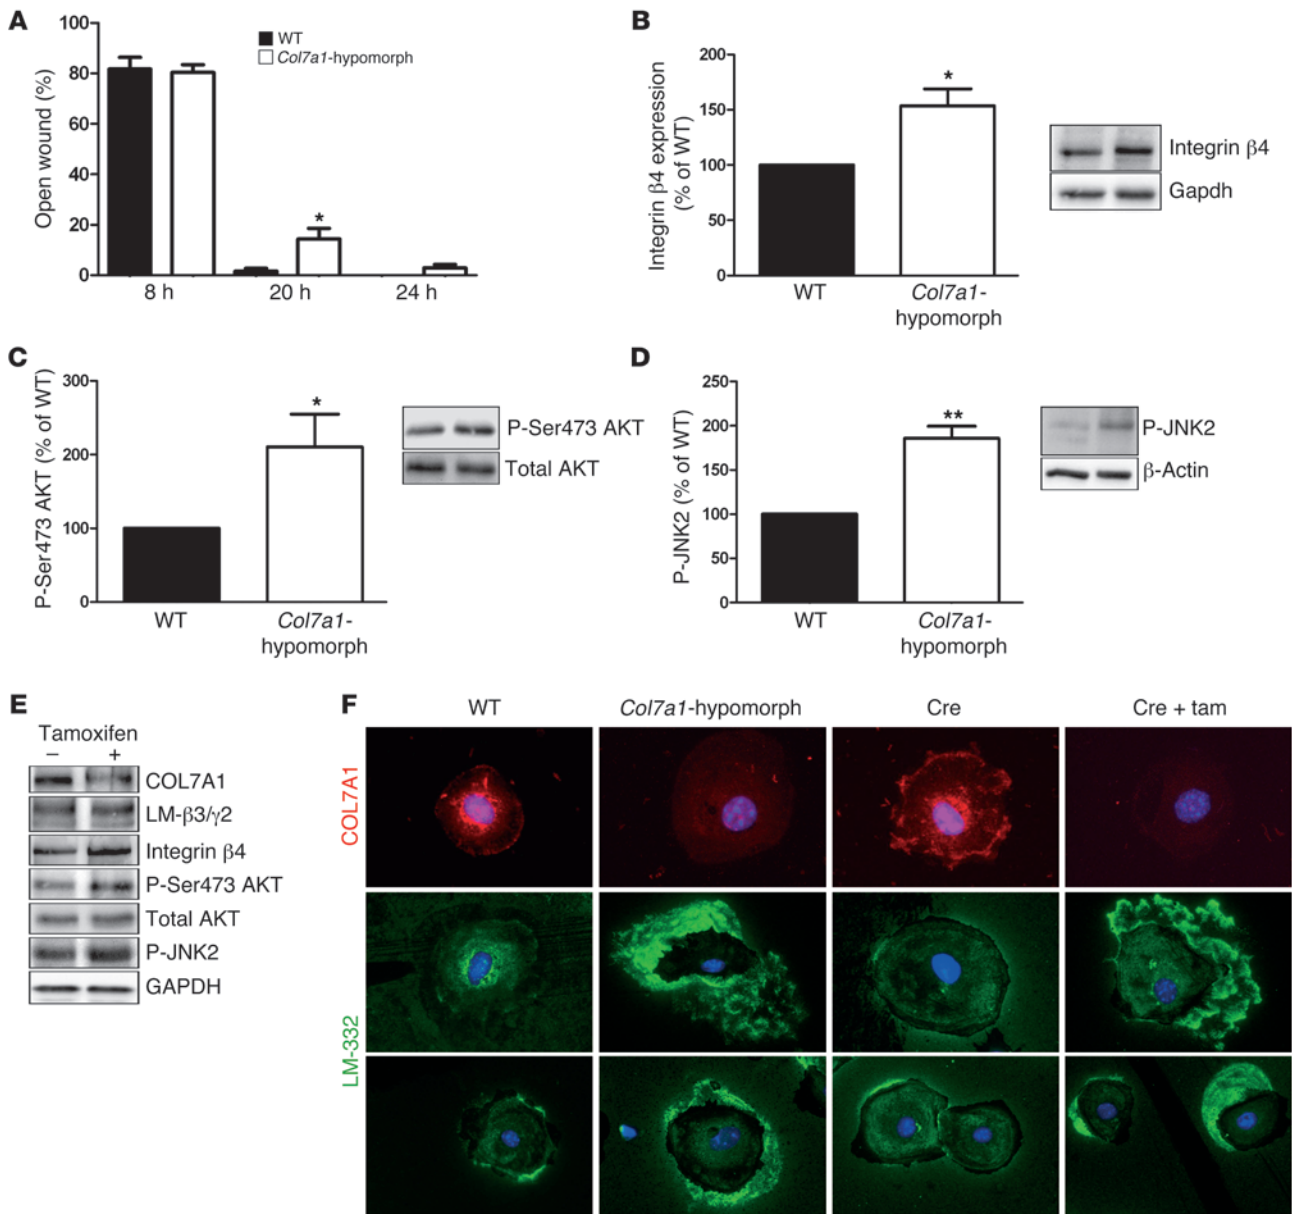 A
100
80
60
40
20
0
Open wound (%)
WT
Col7a1-hypomorph
*
8 h
20 h
24 h
B
200
150
100
50
0
Integrin β4 expression
(% of WT)
*
WT
Col7a1-
hypomorph
Integrin β4
Gapdh
C
300
200
100
0
P-Ser473 AKT (% of WT)
*
WT
Col7a1-
hypomorph
P-Ser473 AKT
Total AKT
D
250
200
150
100
50
0
P-JNK2 (% of WT)
**
WT
Col7a1-
hypomorph
P-JNK2
β-Actin
E
Tamoxifen
– +
COL7A1
LM-β3/γ2
Integrin β4
P-Ser473 AKT
Total AKT
P-JNK2
GAPDH
F
WT
Col7a1-hypomorph
Cre
Cre + tam
COL7A1
LM-332